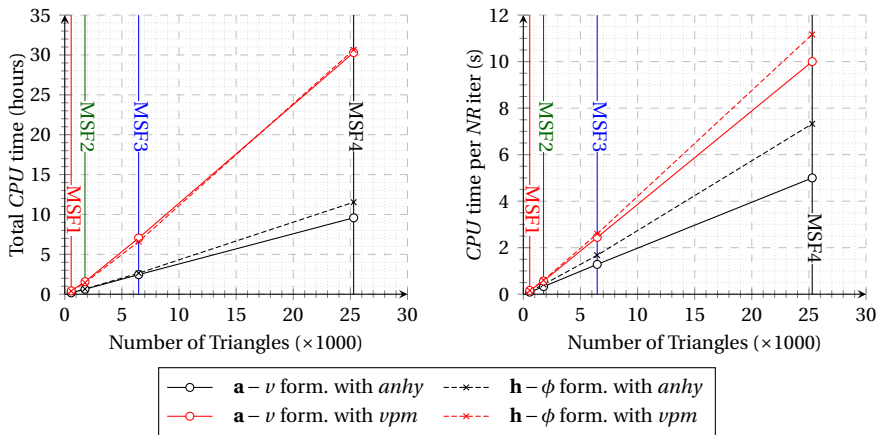 35
30
25
20
15
10
5
0
0 5 10 15 20 25 30
Total CPU time (hours)
Number of Triangles (×1000)
MSF1
MSF2
MSF3
MSF4
12
10
8
6
4
2
0
0 5 10 15 20 25 30
CPU time per NR iter (s)
Number of Triangles (×1000)
MSF1
MSF2
MSF3
MSF4
a − v form. with anhy
h − ϕ form. with anhy
a − v form. with vpm
h − ϕ form. with vpm